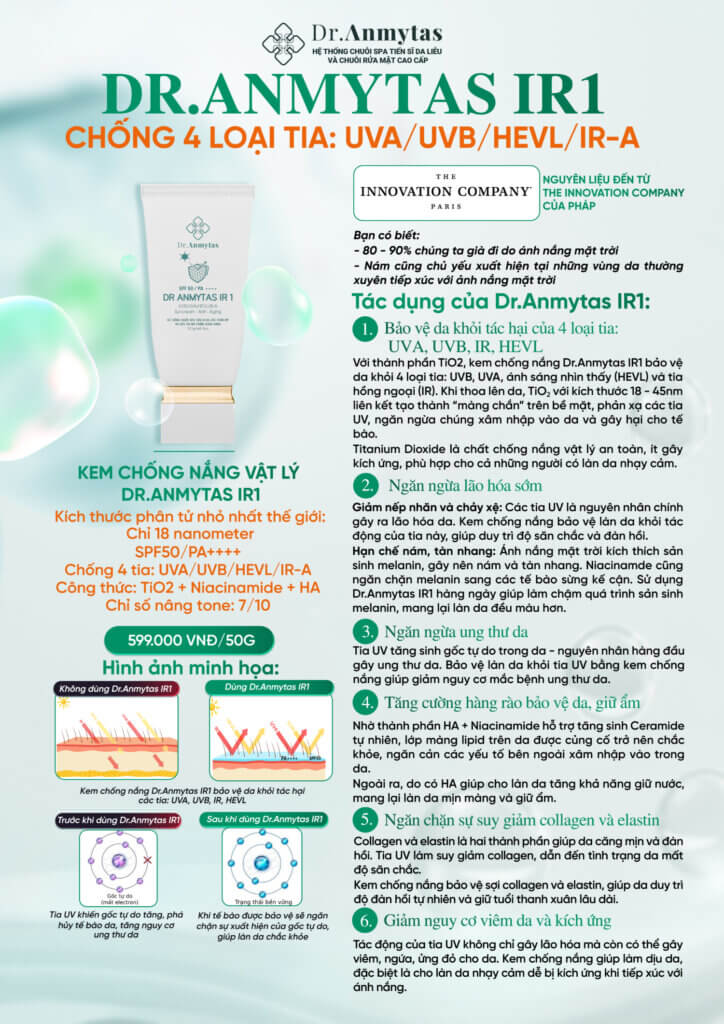 Dr.Anmytas
HỆ THỐNG CHUỖI SPA TIẾN SĨ DA LIỄU
VÀ CHUỖI RỬA MẶT CAO CẤP
DR.ANMYTAS IR1
CHỐNG 4 LOẠI TIA: UVA/UVB/HEVL/IR-A
THE
INNOVATION COMPANY
PARIS
NGUYÊN LIỆU ĐẾN TỪ
THE INNOVATION COMPANY
CỦA PHÁP
Bạn có biết:
- 80 - 90% chúng ta già đi do ánh nắng mặt trời
- Nám cũng chủ yếu xuất hiện tại những vùng da thường
xuyên tiếp xúc với ánh nắng mặt trời
Dr.Anmytas
SPF 50/PA ++++
DR ANMYTAS IR 1
KEM CHỐNG NẮNG VẬT LÝ
DR.ANMYTAS IR1
Kích thước phân tử nhỏ nhất thế giới:
Chỉ 18 nanometer
SPF50/PA++++
Chống 4 tia: UVA/UVB/HEVL/IR-A
Công thức: TiO2 + Niacinamide + HA
Chỉ số nâng tone: 7/10
599.000 VNĐ/50G
Hình ảnh minh họa:
Không dùng Dr.Anmytas IR1
Dùng Dr.Anmytas IR1
Kem chống nắng Dr.Anmytas IR1 bảo vệ da khỏi tác hại
các tia: UVA, UVB, IR, HEVL
Trước khi dùng Dr.Anmytas IR1
Sau khi dùng Dr.Anmytas IR1
Gốc tự do
(mất electron)
Trạng thái bền vững
Tia UV khiến gốc tự do tăng, phá
hủy tế bào da, tăng nguy cơ
ung thư da
Khi tế bào được bảo vệ sẽ ngăn
chặn sự xuất hiện của gốc tự do,
giúp làn da chắc khỏe
Tác dụng của Dr.Anmytas IR1:
1. Bảo vệ da khỏi tác hại của 4 loại tia:
UVA, UVB, IR, HEVL
Với thành phần TiO2, kem chống nắng Dr.Anmytas IR1 bảo vệ
da khỏi 4 loại tia: UVB, UVA, ánh sáng nhìn thấy (HEVL) và tia
hồng ngoại (IR). Khi thoa lên da, TiO₂ với kích thước 18 - 45nm
liên kết tạo thành “màng chắn” trên bề mặt, phản xạ các tia
UV, ngăn ngừa chúng xâm nhập vào da và gây hại cho tế
bào.
Titanium Dioxide là chất chống nắng vật lý an toàn, ít gây
kích ứng, phù hợp cho cả những người có làn da nhạy cảm.
2. Ngăn ngừa lão hóa sớm
Giảm nếp nhăn và chảy xệ: Các tia UV là nguyên nhân chính
gây ra lão hóa da. Kem chống nắng bảo vệ làn da khỏi tác
động của tia này, giúp duy trì độ săn chắc và đàn hồi.
Hạn chế nám, tàn nhang: Ánh nắng mặt trời kích thích sản
sinh melanin, gây nên nám và tàn nhang. Niacinamde cũng
ngăn chặn melanin sang các tế bào sừng kế cận. Sử dụng
Dr.Anmytas IR1 hàng ngày giúp làm chậm quá trình sản sinh
melanin, mang lại làn da đều màu hơn.
3. Ngăn ngừa ung thư da
Tia UV tăng sinh gốc tự do trong da - nguyên nhân hàng đầu
gây ung thư da. Bảo vệ làn da khỏi tia UV bằng kem chống
nắng giúp giảm nguy cơ mắc bệnh ung thư da.
4. Tăng cường hàng rào bảo vệ da, giữ ẩm
Nhờ thành phần HA + Niacinamide hỗ trợ tăng sinh Ceramide
tự nhiên, lớp màng lipid trên da được củng cố trở nên chắc
khỏe, ngăn cản các yếu tố bên ngoài xâm nhập vào trong
da.
Ngoài ra, do có HA giúp cho làn da tăng khả năng giữ nước,
mang lại làn da mịn màng và giữ ẩm.
5. Ngăn chặn sự suy giảm collagen và elastin
Collagen và elastin là hai thành phần giúp da căng mịn và đàn
hồi. Tia UV làm suy giảm collagen, dẫn đến tình trạng da mất
độ săn chắc.
Kem chống nắng bảo vệ sợi collagen và elastin, giúp da duy trì
độ đàn hồi tự nhiên và giữ tuổi thanh xuân lâu dài.
6. Giảm nguy cơ viêm da và kích ứng
Tác động của tia UV không chỉ gây lão hóa mà còn có thể gây
viêm, ngứa, ửng đỏ cho da. Kem chống nắng giúp làm dịu da,
đặc biệt là cho làn da nhạy cảm dễ bị kích ứng khi tiếp xúc với
ánh nắng.